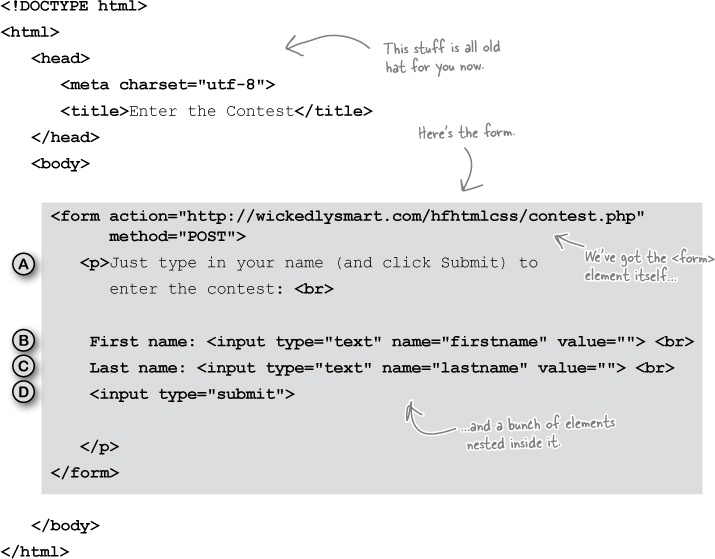 <!DOCTYPE html>
<html>
<head>
This stuff is all old
hat for you now.
<meta charset="utf-8">
<title>Enter the Contest</title>
</head>
Here's the form.
<body>
<form action="http://wickedlysmart.com/hfhtmlcss/contest.php"
method="POST">
We've got the <form>
element itself...
A <p>Just type in your name (and click Submit) to
enter the contest: <br>
B First name: <input type="text" name="firstname" value=""> <br>
C Last name: <input type="text" name="lastname" value=""> <br>
D <input type="submit">
...and a bunch of elements
nested inside it.
</p>
</form>
</body>
</html>